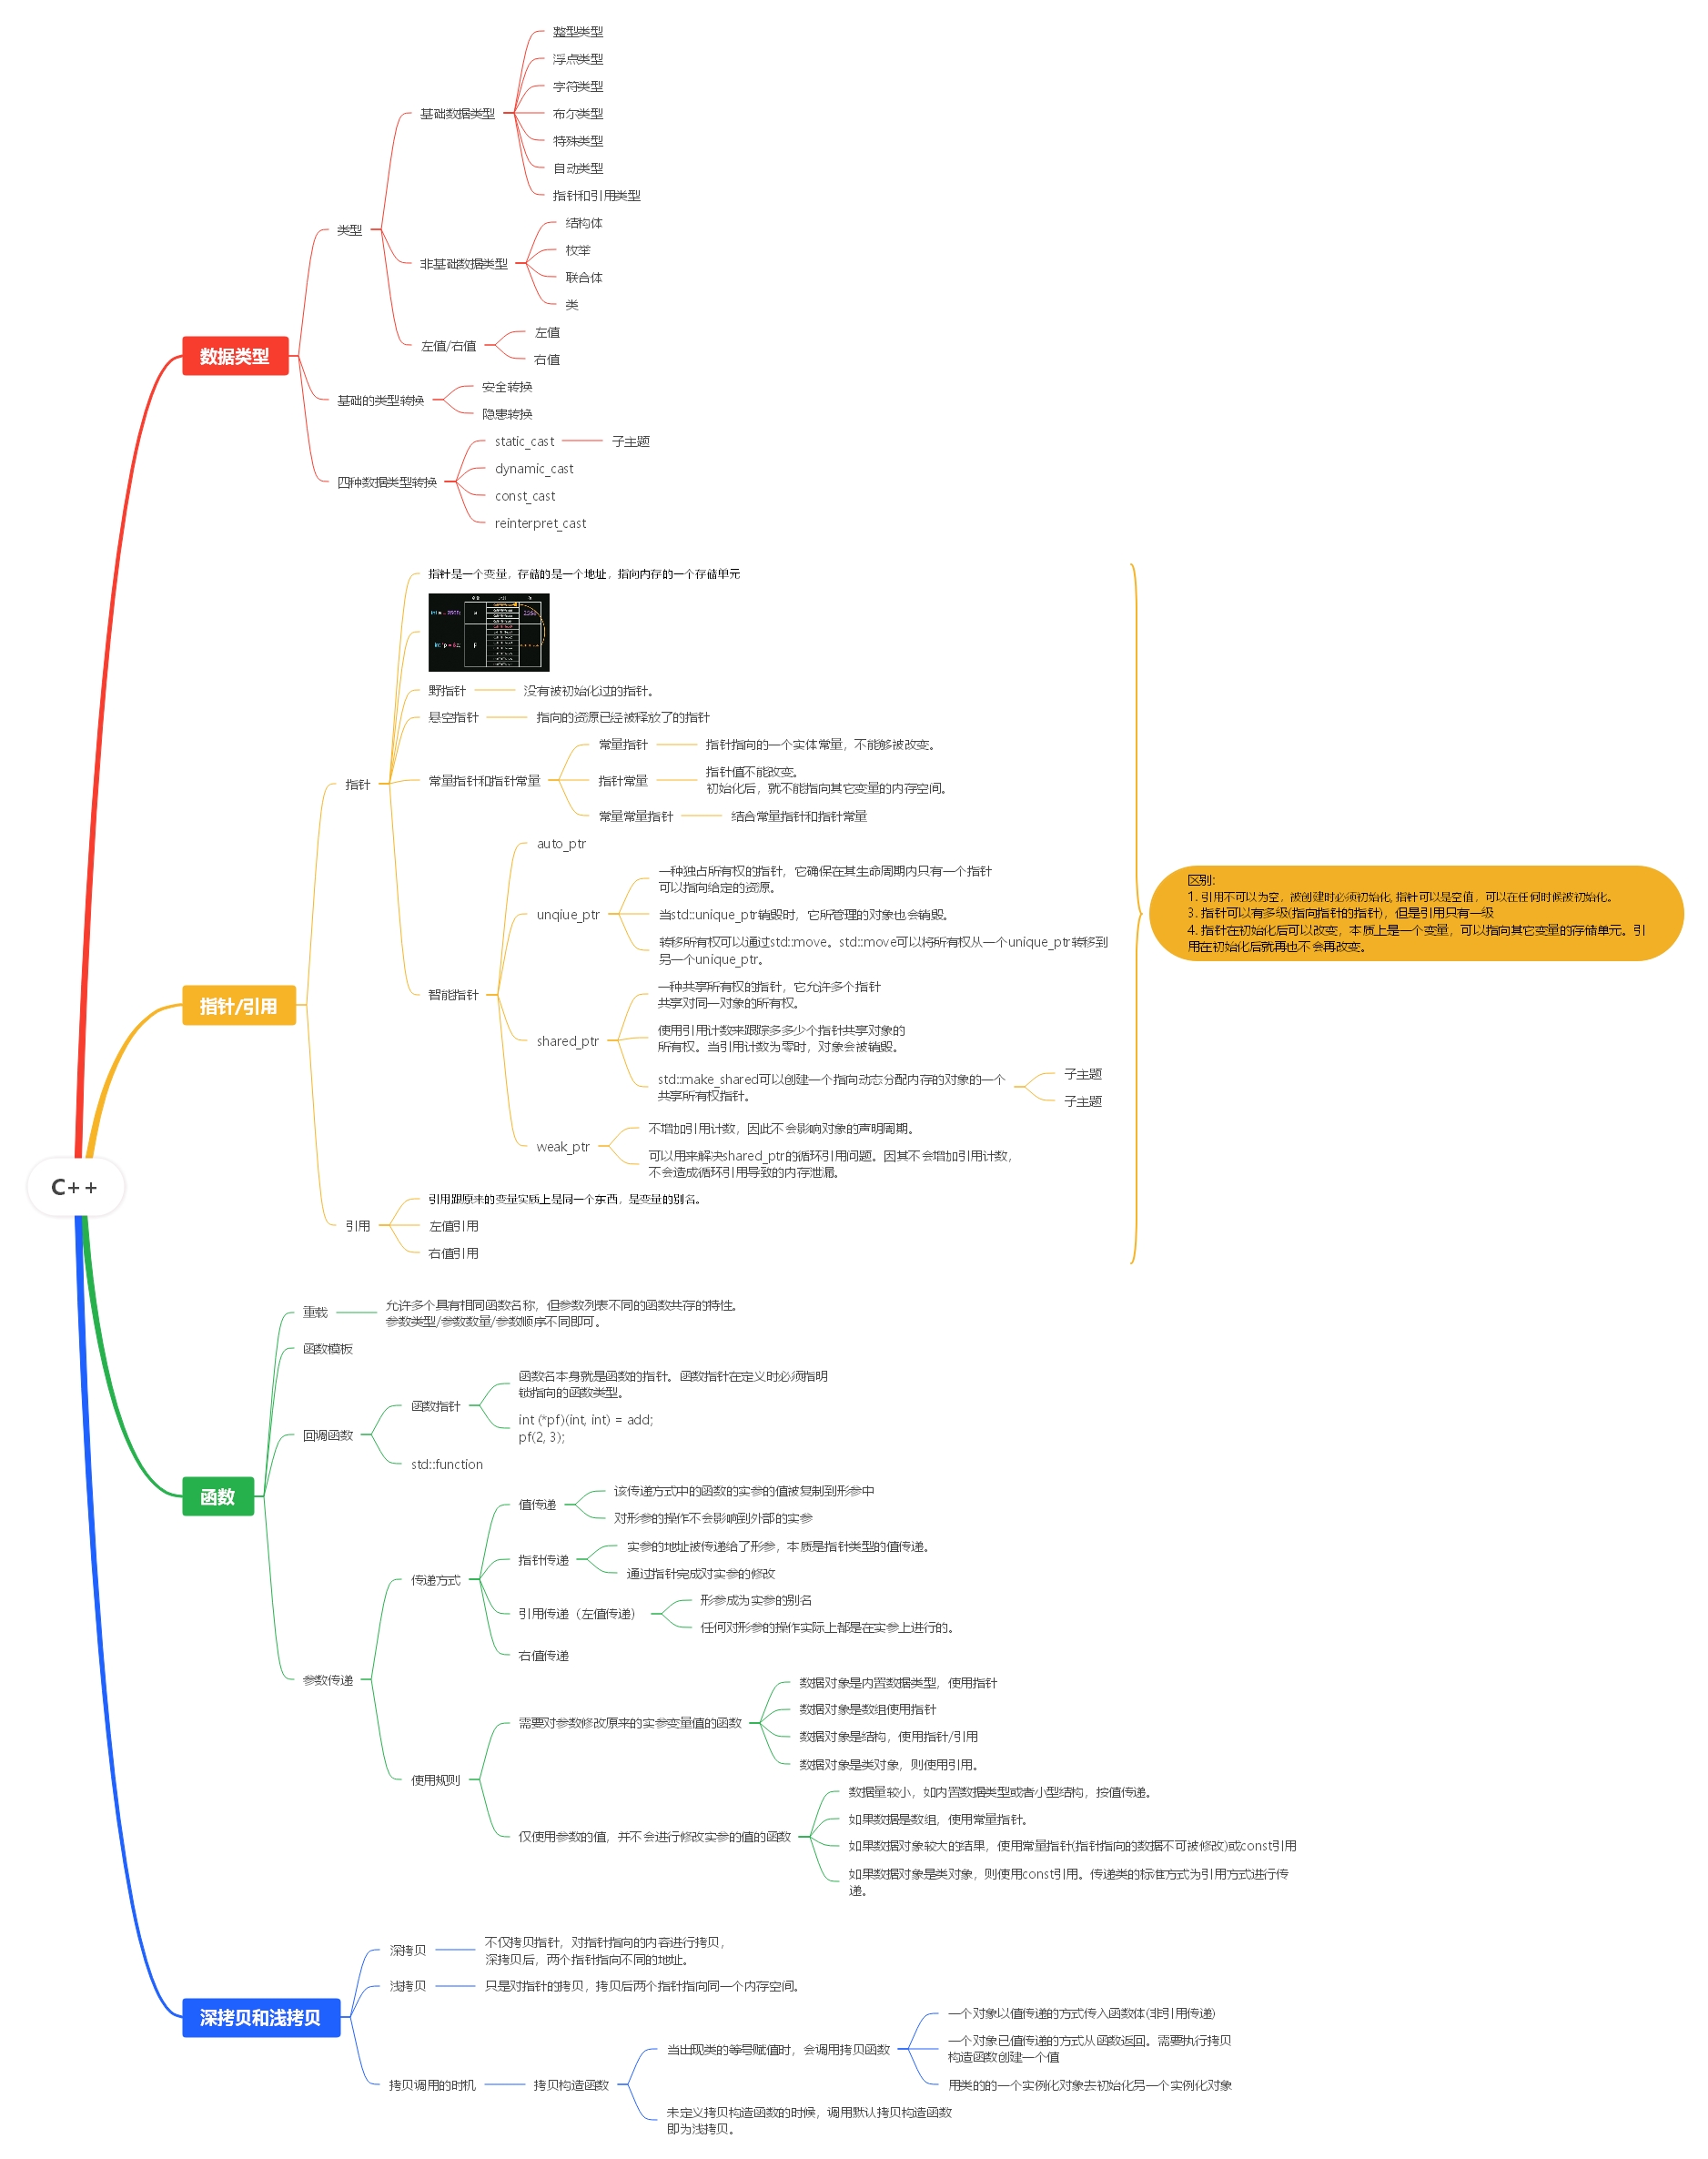 C++
数据类型
类型
基础数据类型
整型类型
浮点类型
字符类型
布尔类型
特殊类型
自动类型
指针和引用类型
非基础数据类型
结构体
枚举
联合体
类
左值/右值
左值
右值
基础的类型转换
安全转换
隐患转换
四种数据类型转换
static_cast
子主题
dynamic_cast
const_cast
reinterpret_cast
指针/引用
指针
指针是一个变量，存储的是一个地址，指向内存的一个存储单元
野指针
没有被初始化过的指针。
悬空指针
指向的资源已经被释放了的指针
常量指针和指针常量
常量指针
指针指向的一个实体常量，不能够被改变。
指针常量
指针值不能改变。
初始化后，就不能指向其它变量的内存空间。
常量常量指针
结合常量指针和指针常量
智能指针
auto_ptr
unqiue_ptr
一种独占所有权的指针，它确保在其生命周期内只有一个指针
可以指向给定的资源。
当std::unique_ptr销毁时，它所管理的对象也会销毁。
转移所有权可以通过std::move。std::move可以将所有权从一个unique_ptr转移到
另一个unique_ptr。
shared_ptr
一种共享所有权的指针，它允许多个指针
共享对同一对象的所有权。
使用引用计数来跟踪多多少个指针共享对象的
所有权。当引用计数为零时，对象会被销毁。
std::make_shared可以创建一个指向动态分配内存的对象的一个
共享所有权指针。
子主题
子主题
weak_ptr
不增加引用计数，因此不会影响对象的声明周期。
可以用来解决shared_ptr的循环引用问题。因其不会增加引用计数，
不会造成循环引用导致的内存泄漏。
引用
引用跟原来的变量实质上是同一个东西，是变量的别名。
左值引用
右值引用
区别:
1. 引用不可以为空，被创建时必须初始化, 指针可以是空值，可以在任何时候被初始化。
3. 指针可以有多级(指向指针的指针)，但是引用只有一级
4. 指针在初始化后可以改变，本质上是一个变量，可以指向其它变量的存储单元。引
用在初始化后就再也不会再改变。
函数
重载
允许多个具有相同函数名称，但参数列表不同的函数共存的特性。
参数类型/参数数量/参数顺序不同即可。
函数模板
回调函数
函数指针
函数名本身就是函数的指针。函数指针在定义时必须指明
锁指向的函数类型。
int (*pf)(int, int) = add;
pf(2, 3);
std::function
参数传递
传递方式
值传递
该传递方式中的函数的实参的值被复制到形参中
对形参的操作不会影响到外部的实参
指针传递
实参的地址被传递给了形参，本质是指针类型的值传递。
通过指针完成对实参的修改
引用传递（左值传递）
形参成为实参的别名
任何对形参的操作实际上都是在实参上进行的。
右值传递
使用规则
需要对参数修改原来的实参变量值的函数
数据对象是内置数据类型，使用指针
数据对象是数组使用指针
数据对象是结构，使用指针/引用
数据对象是类对象，则使用引用。
仅使用参数的值，并不会进行修改实参的值的函数
数据量较小，如内置数据类型或者小型结构，按值传递。
如果数据是数组，使用常量指针。
如果数据对象较大的结果，使用常量指针(指针指向的数据不可被修改)或const引用
如果数据对象是类对象，则使用const引用。传递类的标准方式为引用方式进行传
递。
深拷贝和浅拷贝
深拷贝
不仅拷贝指针，对指针指向的内容进行拷贝，
深拷贝后，两个指针指向不同的地址。
浅拷贝
只是对指针的拷贝，拷贝后两个指针指向同一个内存空间。
拷贝调用的时机
拷贝构造函数
当出现类的等号赋值时，会调用拷贝函数
一个对象以值传递的方式传入函数体(非引用传递)
一个对象已值传递的方式从函数返回。需要执行拷贝
构造函数创建一个值
用类的的一个实例化对象去初始化另一个实例化对象
未定义拷贝构造函数的时候，调用默认拷贝构造函数
即为浅拷贝。